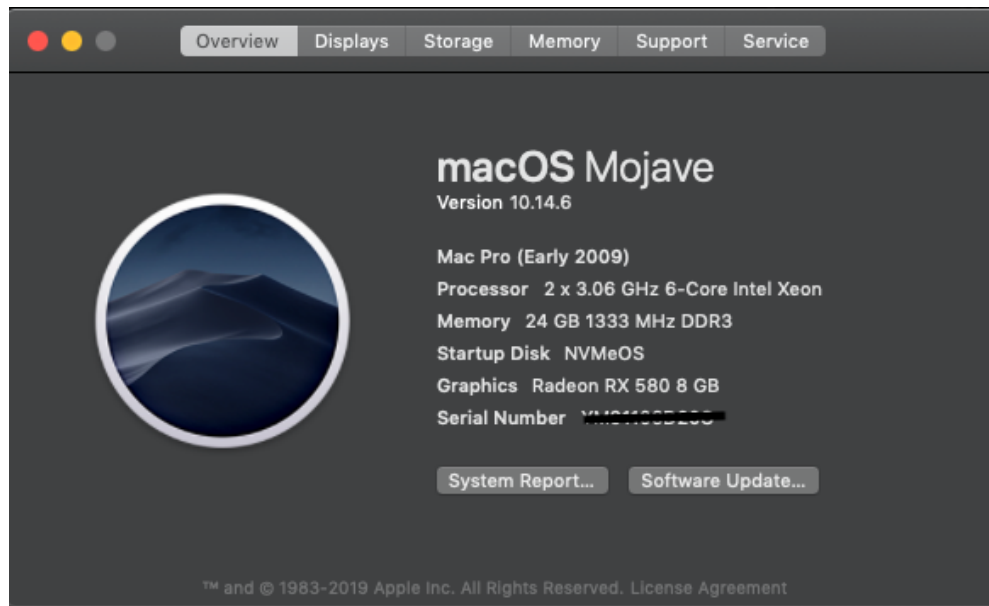 Overview Displays Storage Memory Support Service
macOS Mojave
Version 10.14.6
Mac Pro (Early 2009)
Processor 2 x 3.06 GHz 6-Core Intel Xeon
Memory 24 GB 1333 MHz DDR3
Startup Disk NVMeOS
Graphics Radeon RX 580 8 GB
Serial Number
System Report... Software Update...
™ and © 1983-2019 Apple Inc. All Rights Reserved. License Agreement